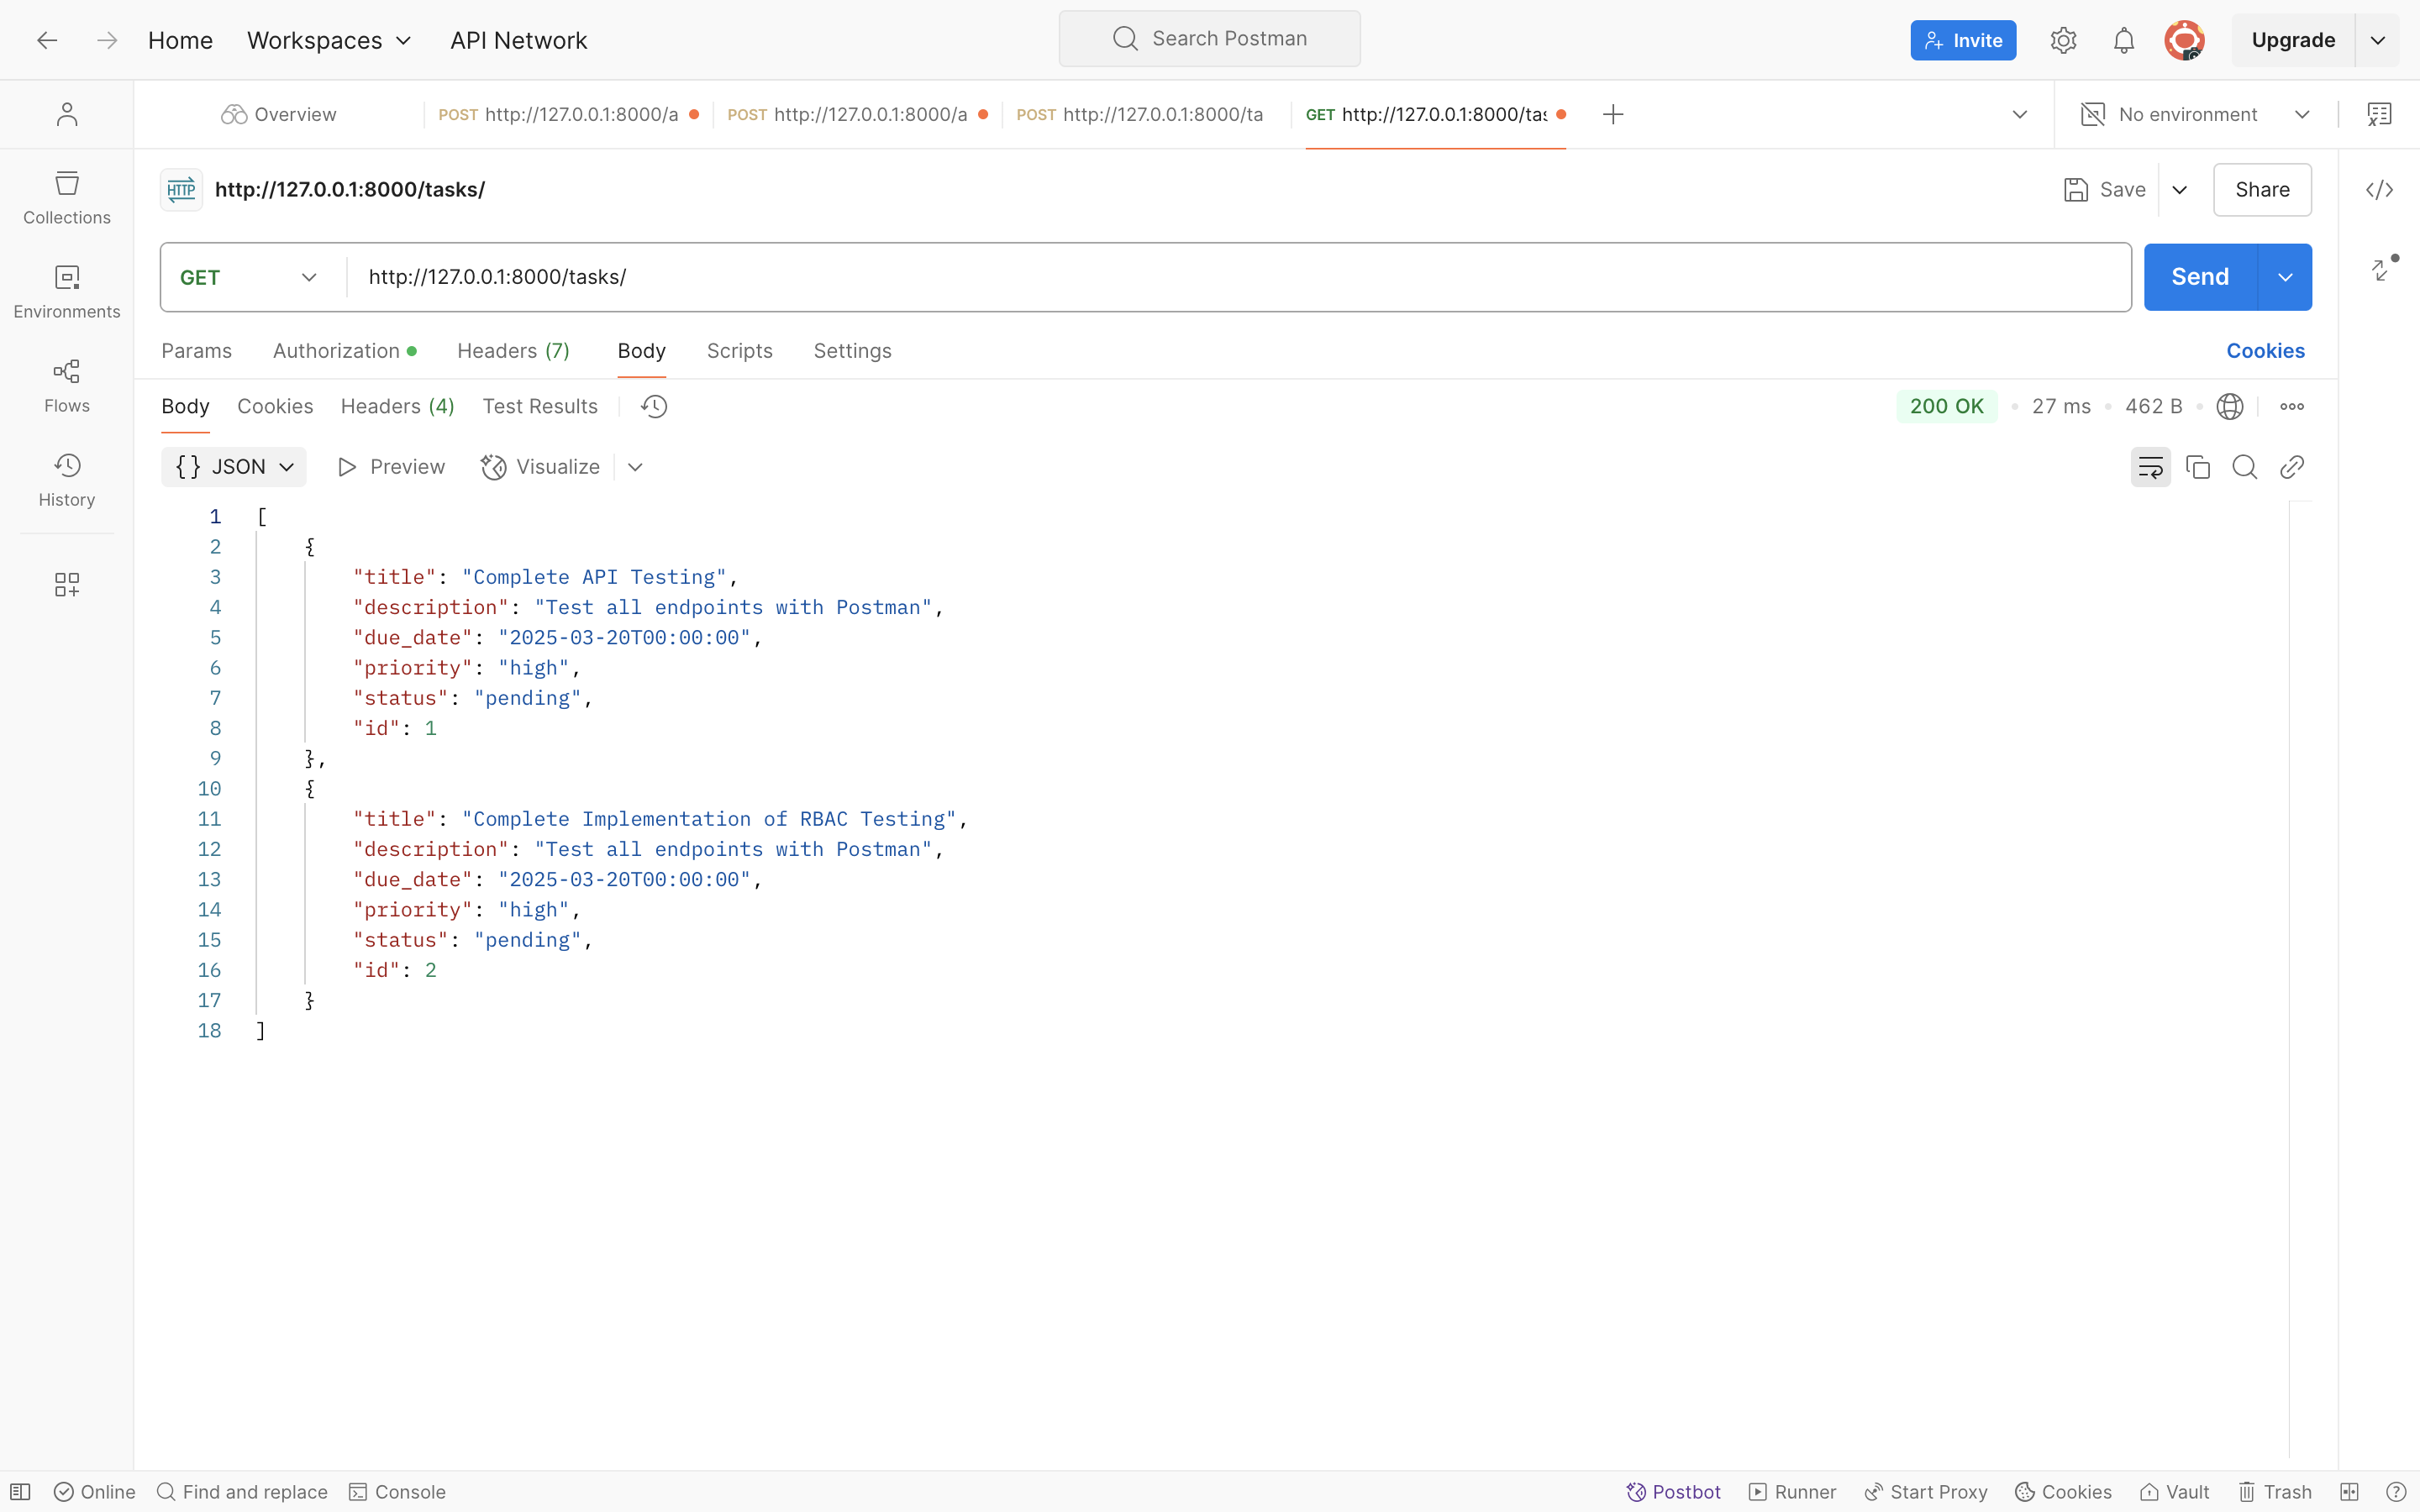 Home Workspaces API Network Search Postman Invite Upgrade
Overview POST http://127.0.0.1:8000/a POST http://127.0.0.1:8000/a POST http://127.0.0.1:8000/ta GET http://127.0.0.1:8000/tas No environment
HTTP http://127.0.0.1:8000/tasks/ Save Share
Collections
Environments
Flows
History
GET http://127.0.0.1:8000/tasks/ Send
Params Authorization Headers (7) Body Scripts Settings Cookies
Body Cookies Headers (4) Test Results 200 OK 27 ms 462 B
{} JSON Preview Visualize
1 [
2 {
3 "title": "Complete API Testing",
4 "description": "Test all endpoints with Postman",
5 "due_date": "2025-03-20T00:00:00",
6 "priority": "high",
7 "status": "pending",
8 "id": 1
9 },
10 {
11 "title": "Complete Implementation of RBAC Testing",
12 "description": "Test all endpoints with Postman",
13 "due_date": "2025-03-20T00:00:00",
14 "priority": "high",
15 "status": "pending",
16 "id": 2
17 }
18 ]
Online Find and replace Console Postbot Runner Start Proxy Cookies Vault Trash